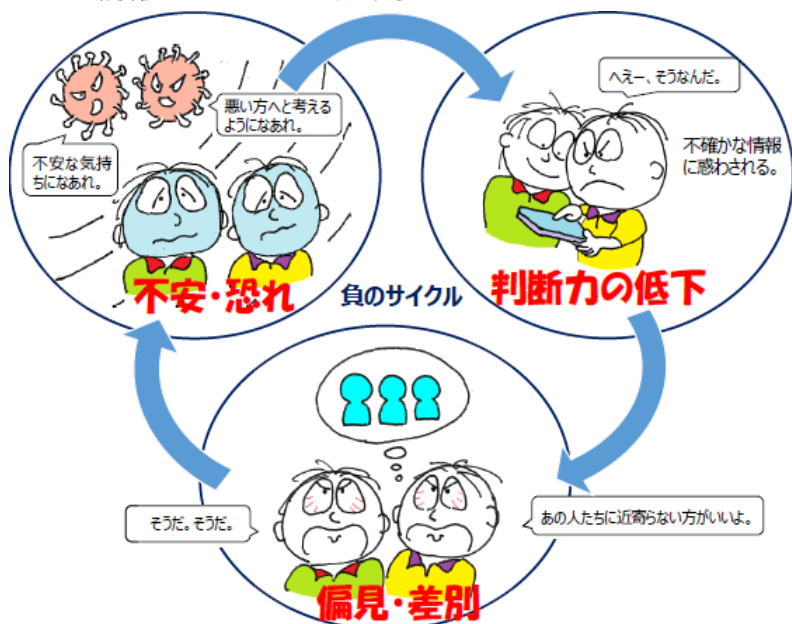 悪い方へと考える
ようになあれ。
不安な気持
ちになあれ。
不安・恐れ
へえー、そうなんだ。
不確かな情報
に惑わされる。
判断力の低下
負のサイクル
そうだ。そうだ。
あの人たちに近寄らない方がいいよ。
偏見・差別